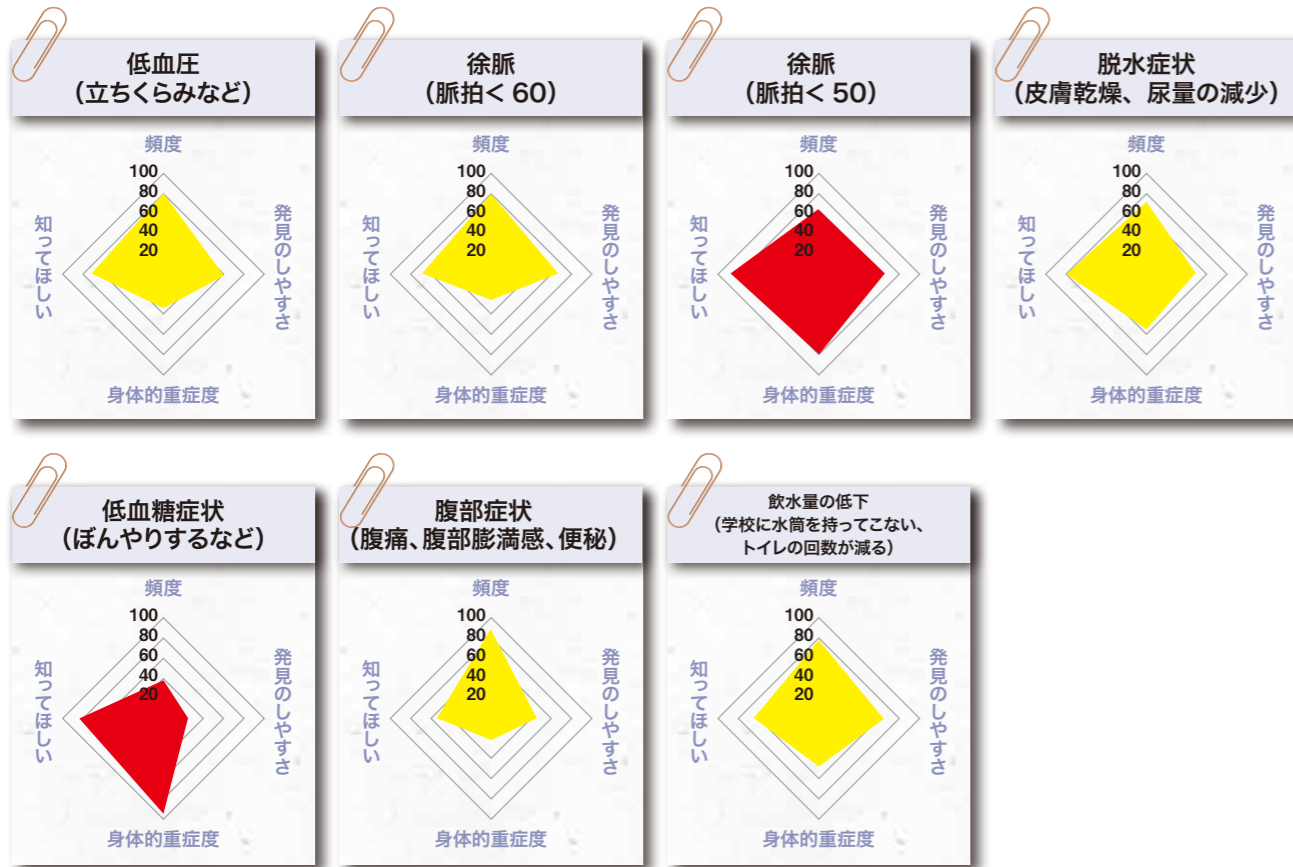 低血圧
（立ちくらみなど）
頻度
100
80
60
40
20
知ってほしい
発見のしやすさ
身体的重症度
徐脈
（脈拍< 60）
頻度
100
80
60
40
20
知ってほしい
発見のしやすさ
身体的重症度
徐脈
（脈拍< 50）
頻度
100
80
60
40
20
知ってほしい
発見のしやすさ
身体的重症度
脱水症状
（皮膚乾燥、尿量の減少）
頻度
100
80
60
40
20
知ってほしい
発見のしやすさ
身体的重症度
低血糖症状
（ぼんやりするなど）
頻度
100
80
60
40
20
知ってほしい
発見のしやすさ
身体的重症度
腹部症状
（腹痛、腹部膨満感、便秘）
頻度
100
80
60
40
20
知ってほしい
発見のしやすさ
身体的重症度
飲水量の低下
（学校に水筒を持ってこない、
トイレの回数が減る）
頻度
100
80
60
40
20
知ってほしい
発見のしやすさ
身体的重症度